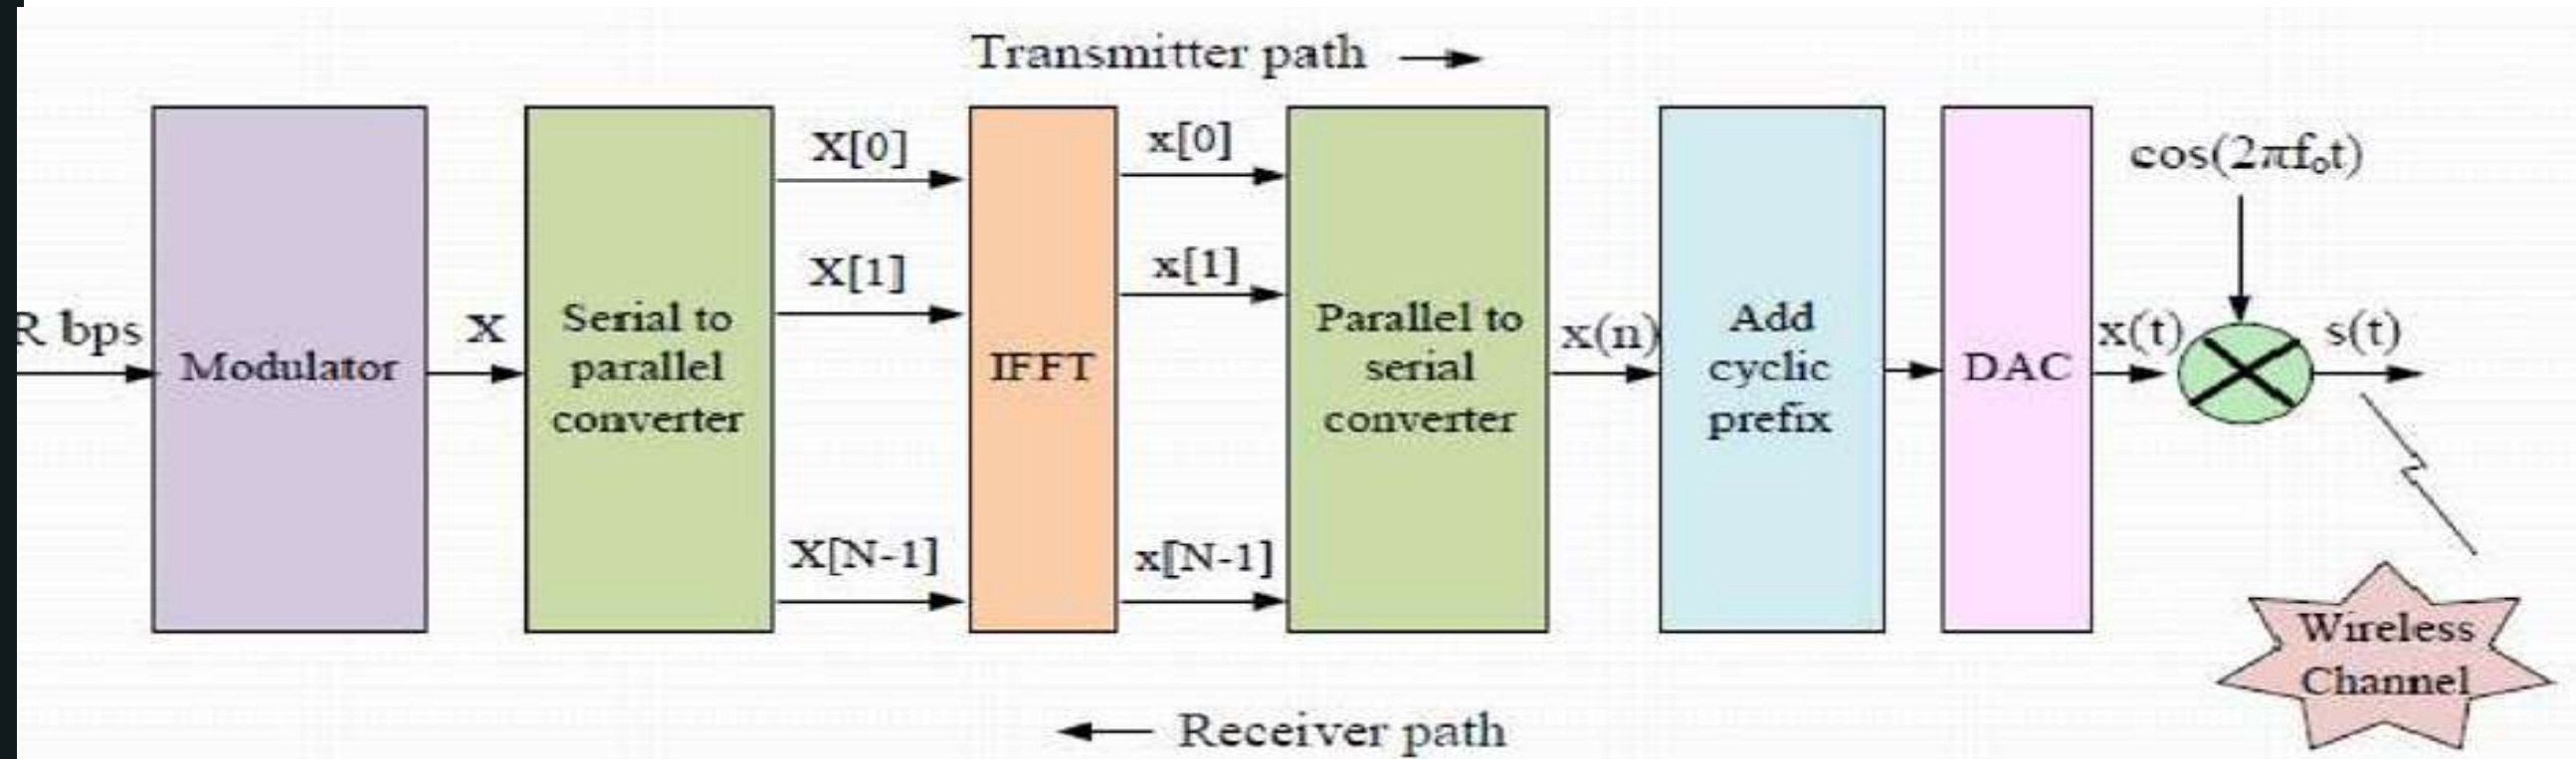 Transmitter path
R bps
Modulator
X
Serial to
parallel
converter
X[0]
X[1]
X[N-1]
IFFT
x[0]
x[1]
x[N-1]
Parallel to
serial
converter
x(n)
Add
cyclic
prefix
DAC
x(t)
cos(2πf₀t)
s(t)
Wireless
Channel
Receiver path